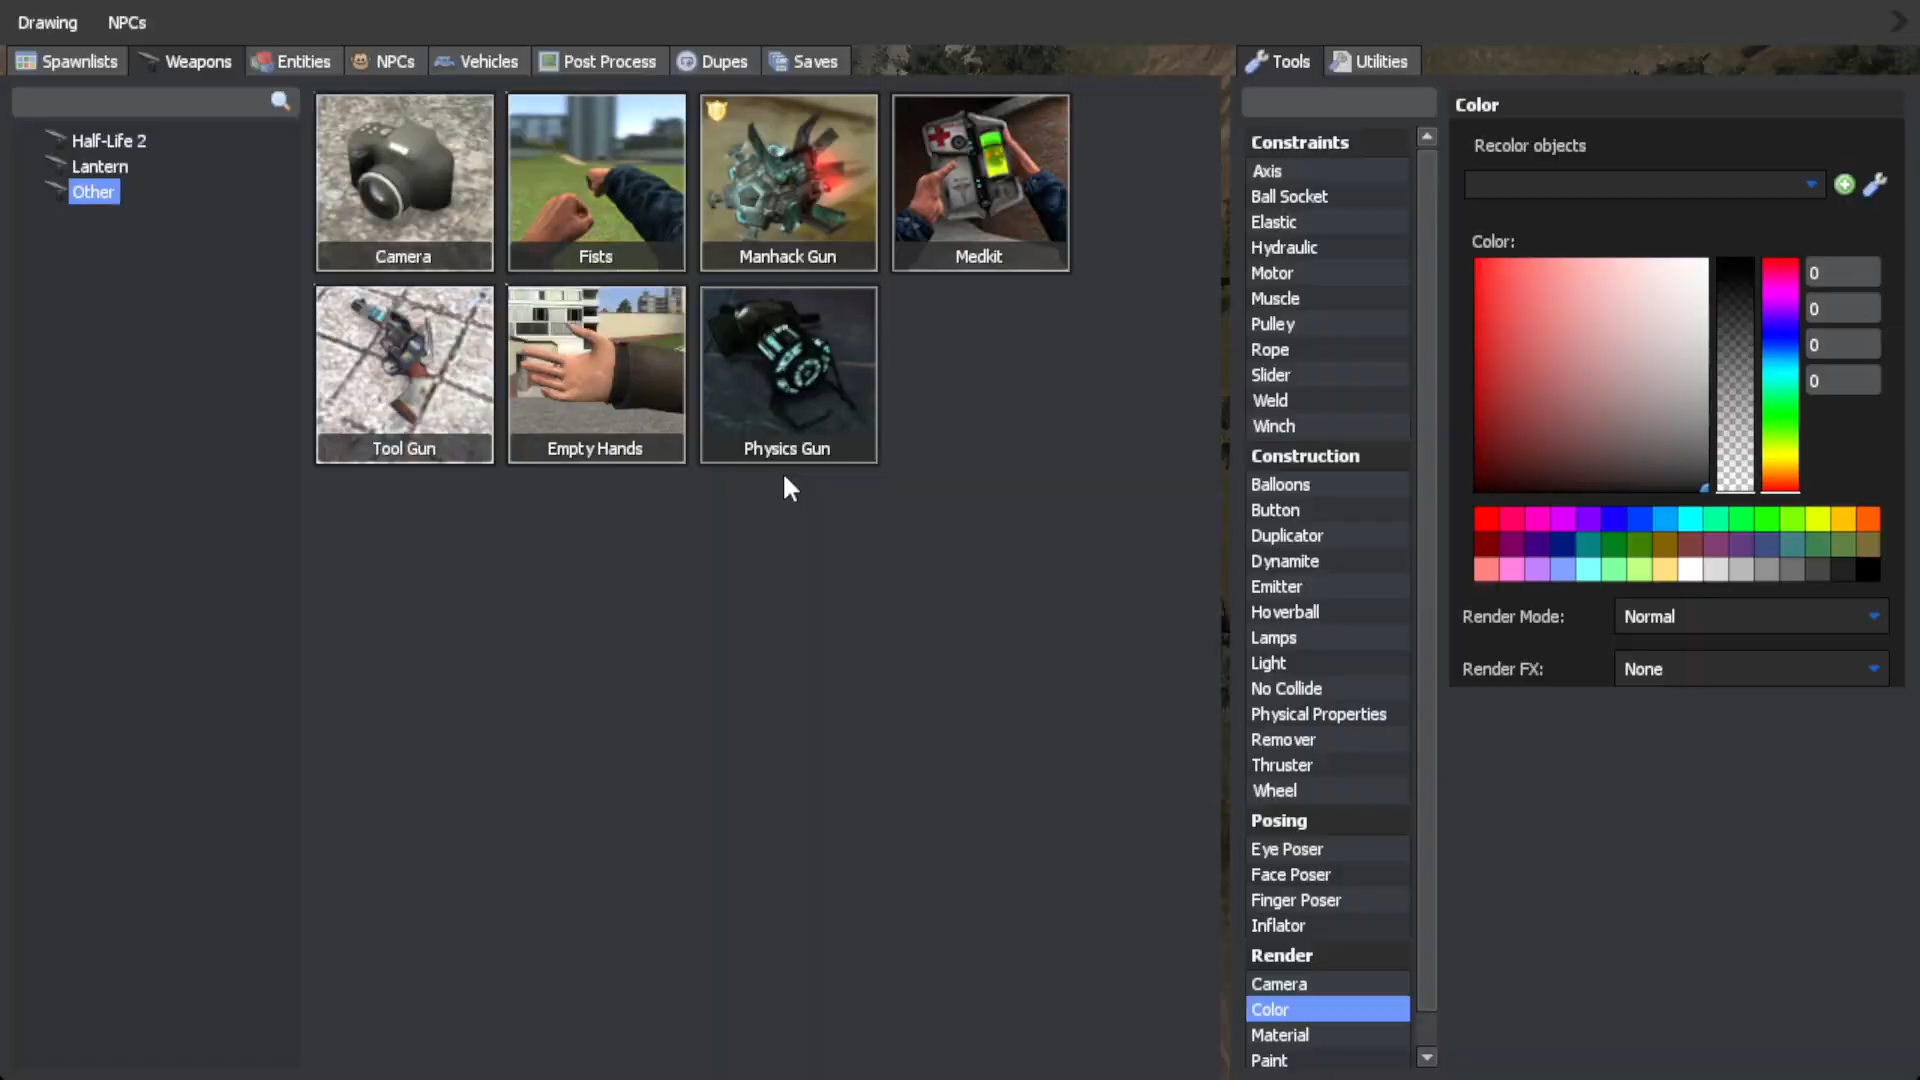 Drawing NPCs
Spawnlists Weapons Entities NPCs Vehicles Post Process Dupes Saves
Half-Life 2
Lantern
Other
Camera Fists Manhack Gun Medkit
Tool Gun Empty Hands Physics Gun
Tools Utilities
Constraints
Axis
Ball Socket
Elastic
Hydraulic
Motor
Muscle
Pulley
Rope
Slider
Weld
Winch
Construction
Balloons
Button
Duplicator
Dynamite
Emitter
Hoverball
Lamps
Light
No Collide
Physical Properties
Remover
Thruster
Wheel
Posing
Eye Poser
Face Poser
Finger Poser
Inflator
Render
Camera
Color
Material
Paint
Color
Recolor objects
Color:
0
0
0
0
Render Mode: Normal
Render FX: None